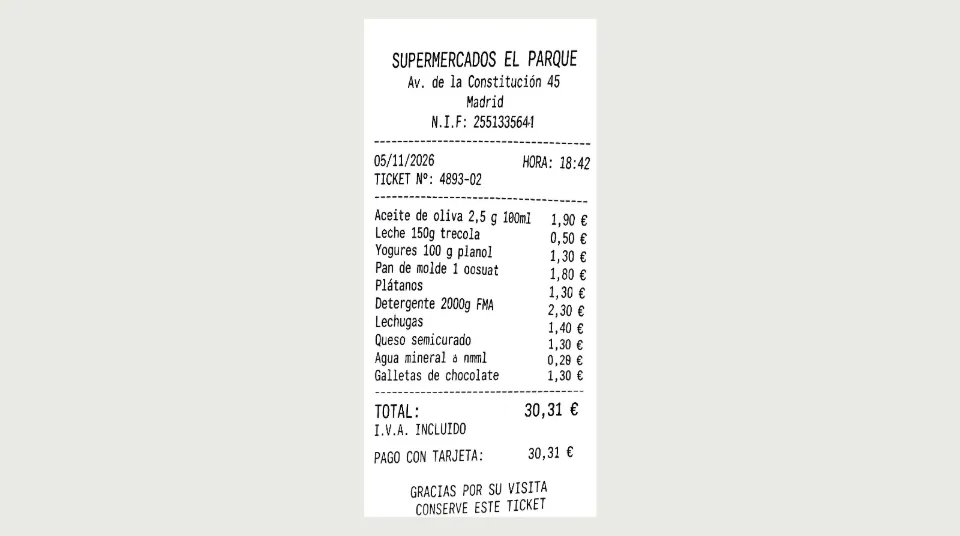 SUPERMERCADOS EL PARQUE
Av. de la Constitución 45
Madrid
N.I.F: 2551335641
05/11/2026 HORA: 18:42
TICKET Nº: 4893-02
Aceite de oliva 2,5 g 100ml 1,90 €
Leche 150g trecola 0,50 €
Yogures 100 g planol 1,30 €
Pan de molde 1 1,80 €
Plátanos 1,30 €
Detergente 2000g FMA 2,30 €
Lechugas 1,40 €
Queso semicurado 1,30 €
Agua mineral 0,29 €
Galletas de chocolate 1,30 €
TOTAL: 30,31 €
I.V.A. INCLUIDO
PAGO CON TARJETA: 30,31 €
GRACIAS POR SU VISITA
CONSERVE ESTE TICKET